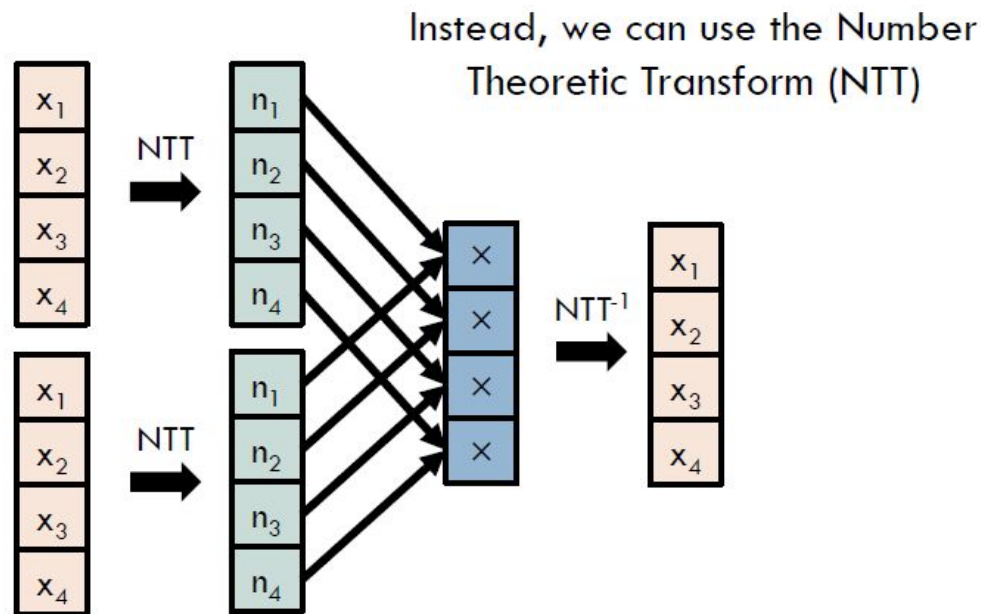 Instead, we can use the Number
Theoretic Transform (NTT)
x₁
x₂
x₃
x₄
NTT
n₁
n₂
n₃
n₄
x₁
x₂
x₃
x₄
NTT
n₁
n₂
n₃
n₄
×
×
×
×
NTT⁻¹
x₁
x₂
x₃
x₄